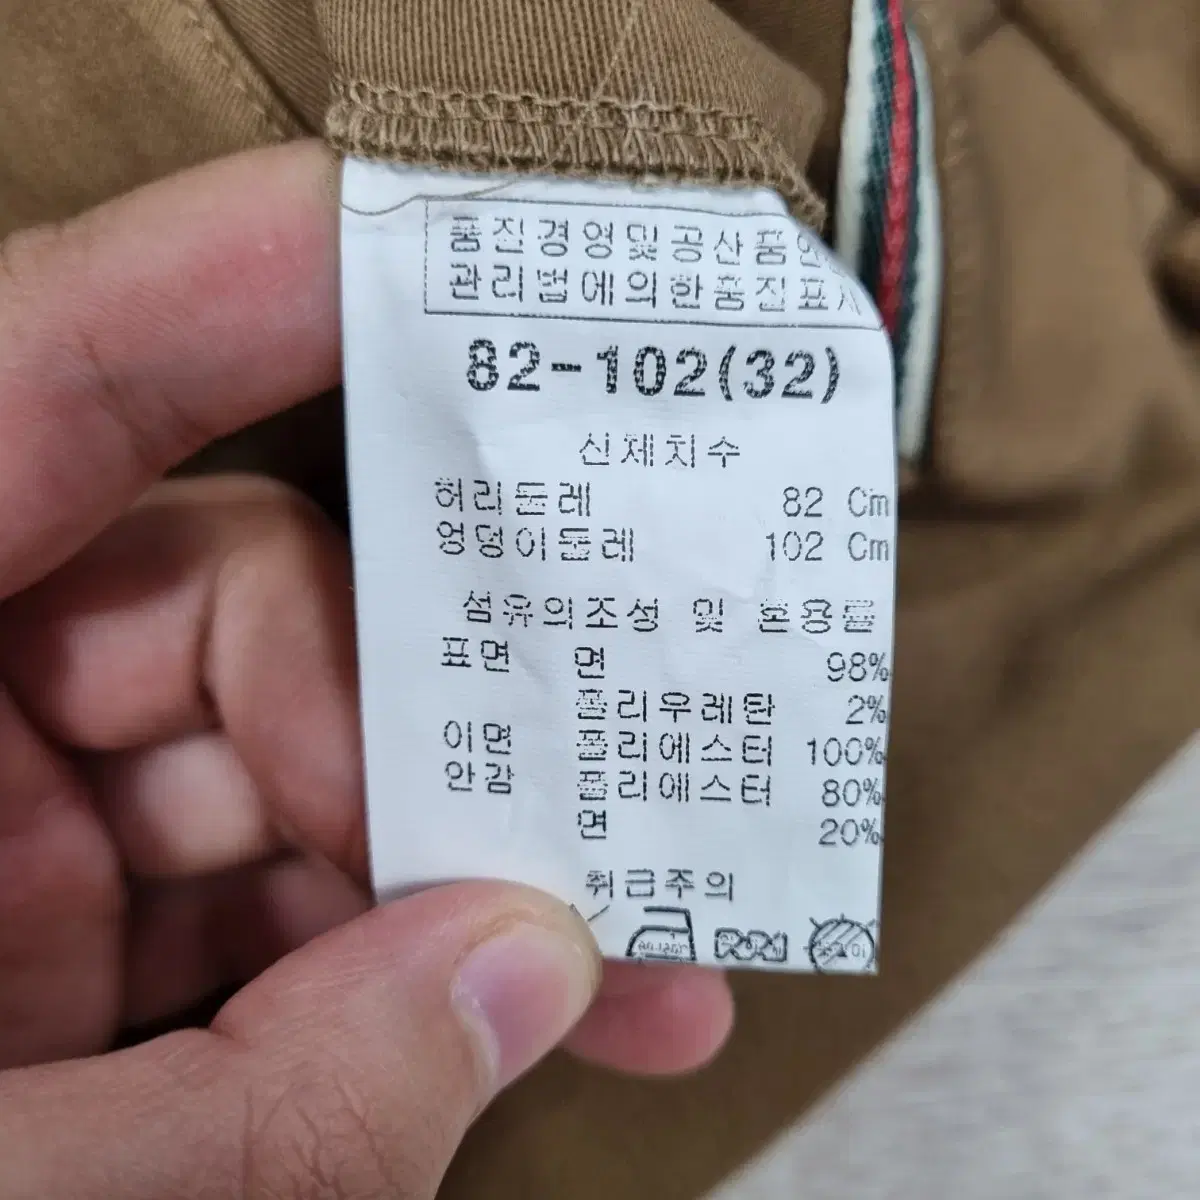 품질경영및공산품안
관리법에의한품질표시
82-102(32)
신체치수
허리둘레 82 Cm
엉덩이둘레 102 Cm
섬유의조성 및 혼용률
표면 면 98%
폴리우레탄 2%
이면 폴리에스터 100%
안감 폴리에스터 80%
면 20%
취급주의